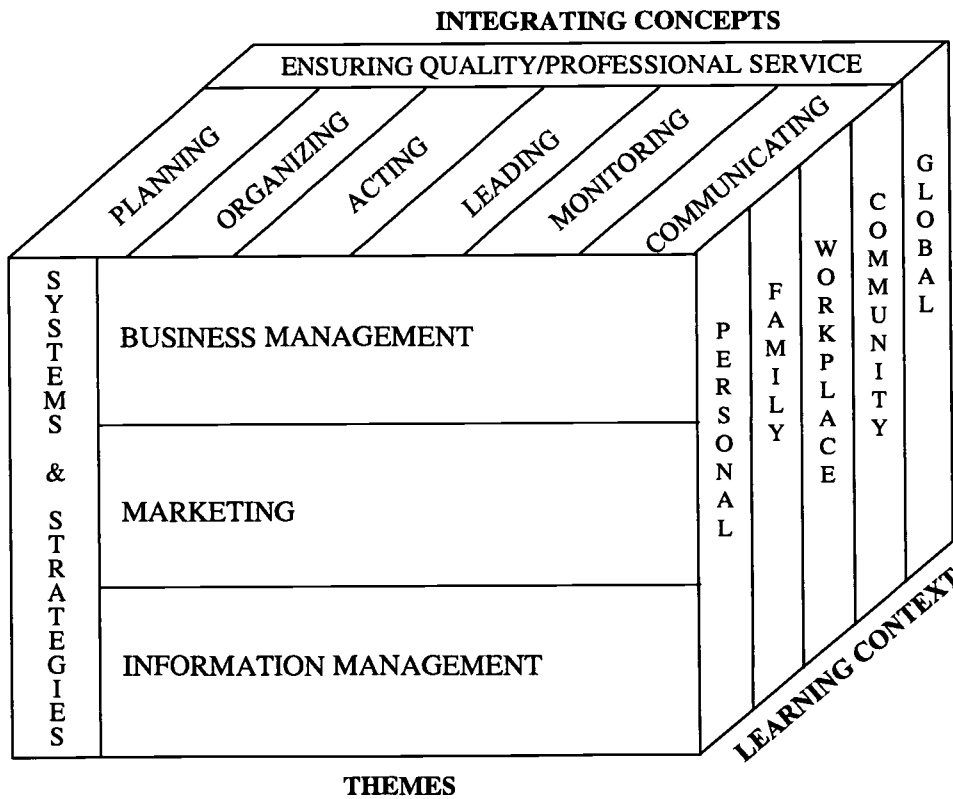 INTEGRATING CONCEPTS
ENSURING QUALITY/PROFESSIONAL SERVICE
PLANNING
ORGANIZING
ACTING
LEADING
MONITORING
COMMUNICATING
SYSTEMS & STRATEGIES
BUSINESS MANAGEMENT
MARKETING
INFORMATION MANAGEMENT
PERSONAL
FAMILY
WORKPLACE
COMMUNITY
GLOBAL
LEARNING CONTEXT
THEMES